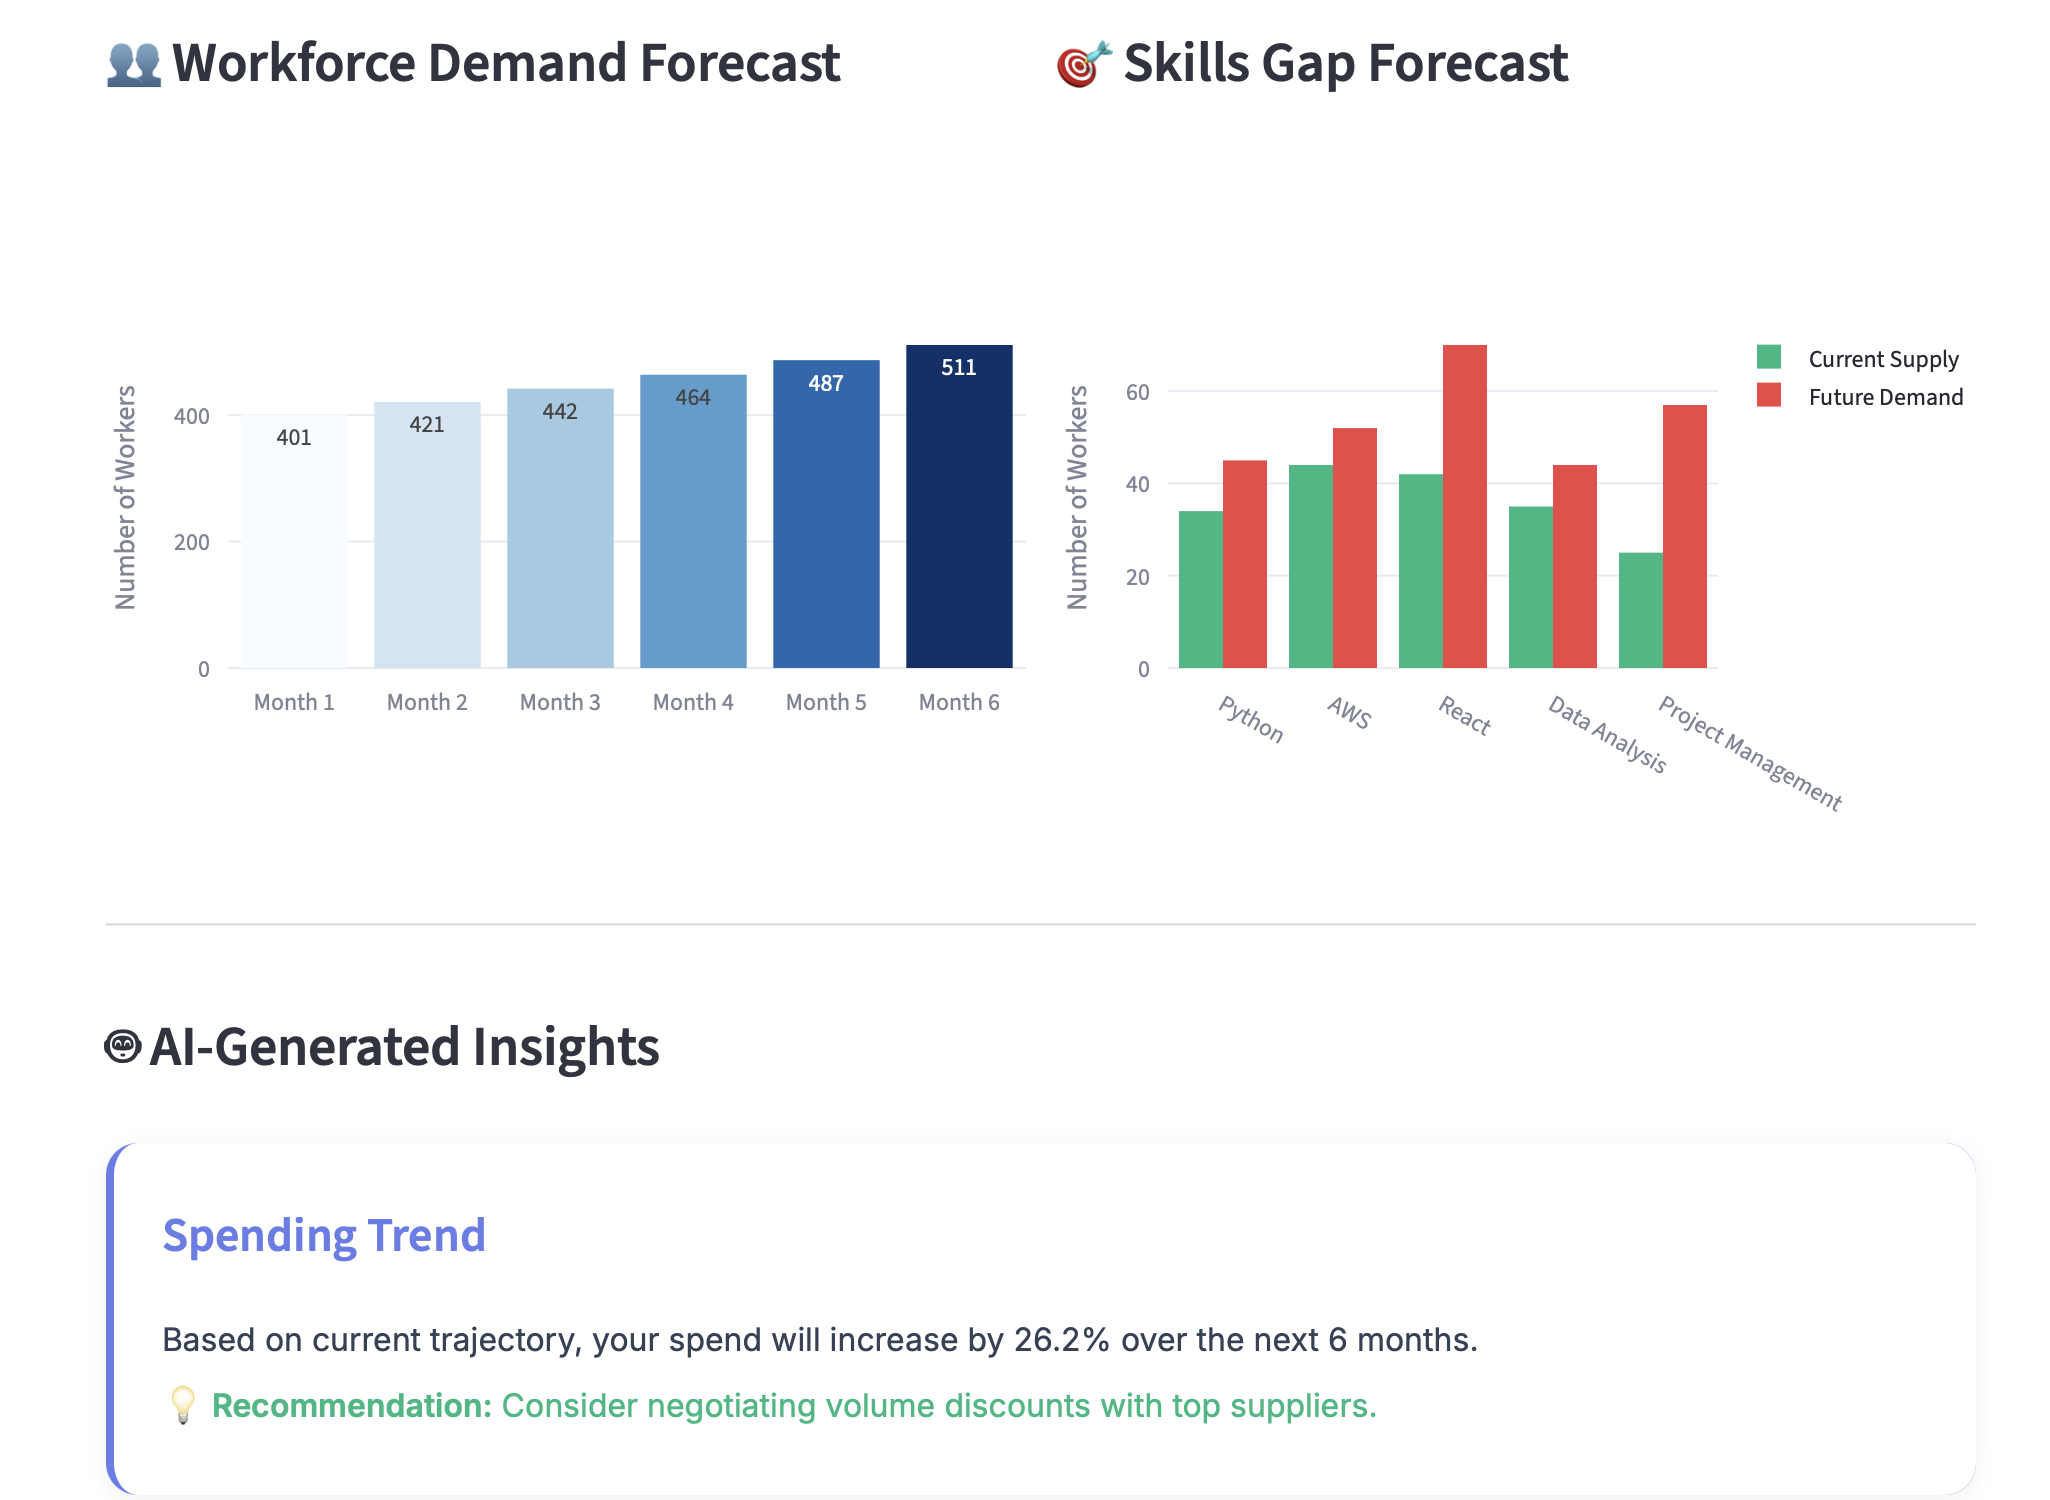 Workforce Demand Forecast
Number of Workers
400
200
0
401
421
442
464
487
511
Month 1
Month 2
Month 3
Month 4
Month 5
Month 6
Skills Gap Forecast
Number of Workers
60
40
20
0
Python
AWS
React
Data Analysis
Project Management
Current Supply
Future Demand
AI-Generated Insights
Spending Trend
Based on current trajectory, your spend will increase by 26.2% over the next 6 months.
Recommendation: Consider negotiating volume discounts with top suppliers.